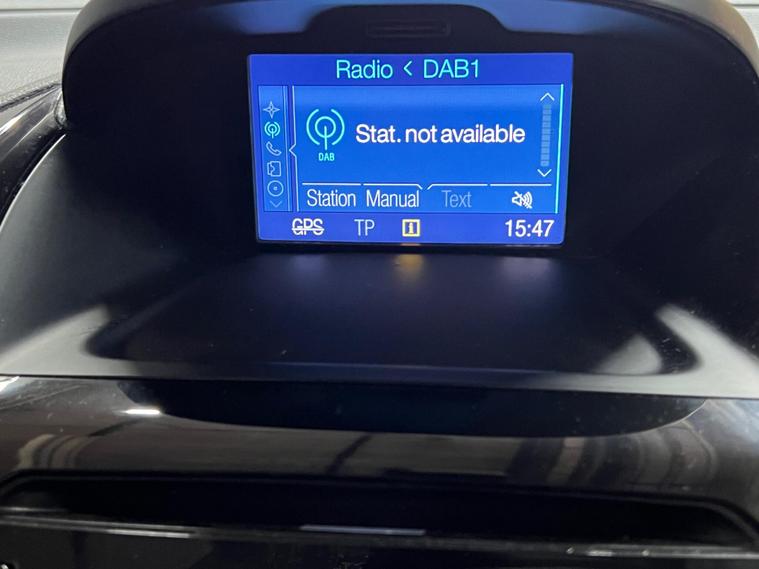 Radio < DAB1
DAB
Stat. not available
Station Manual Text
GPS TP i 15:47